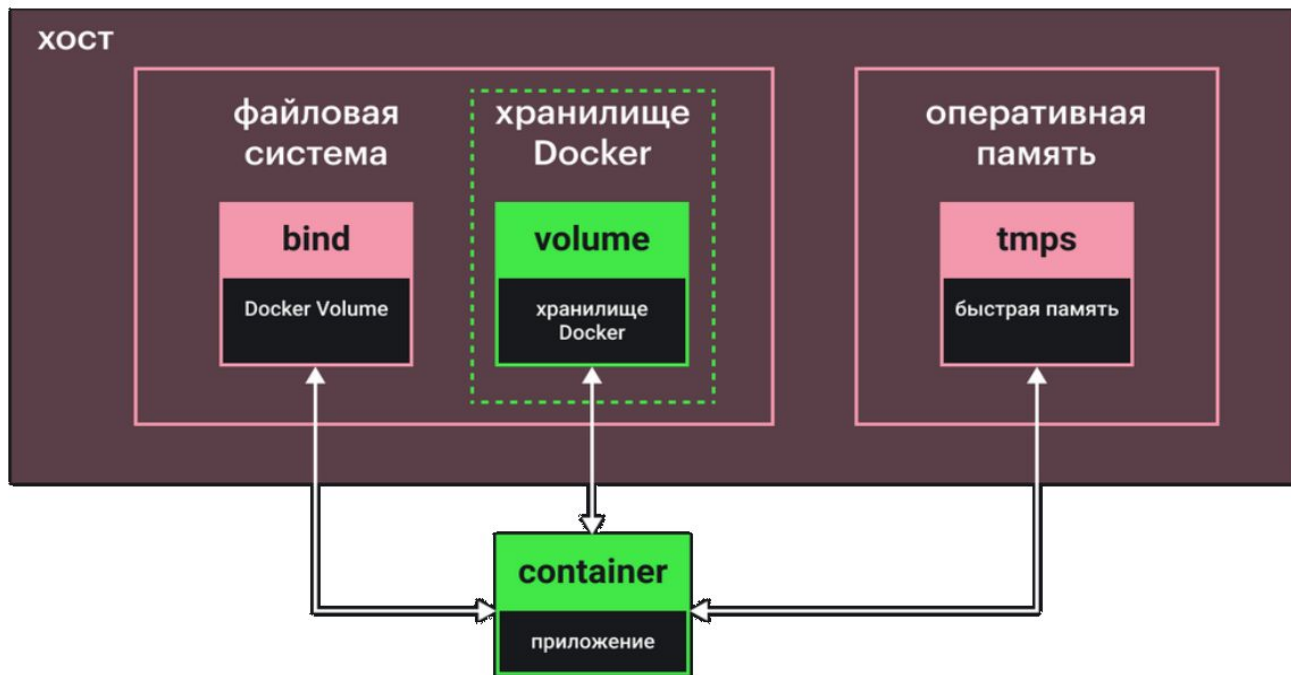 хост
файловая
система
bind
Docker Volume
хранилище
Docker
volume
хранилище
Docker
оперативная
память
tmps
быстрая память
container
приложение